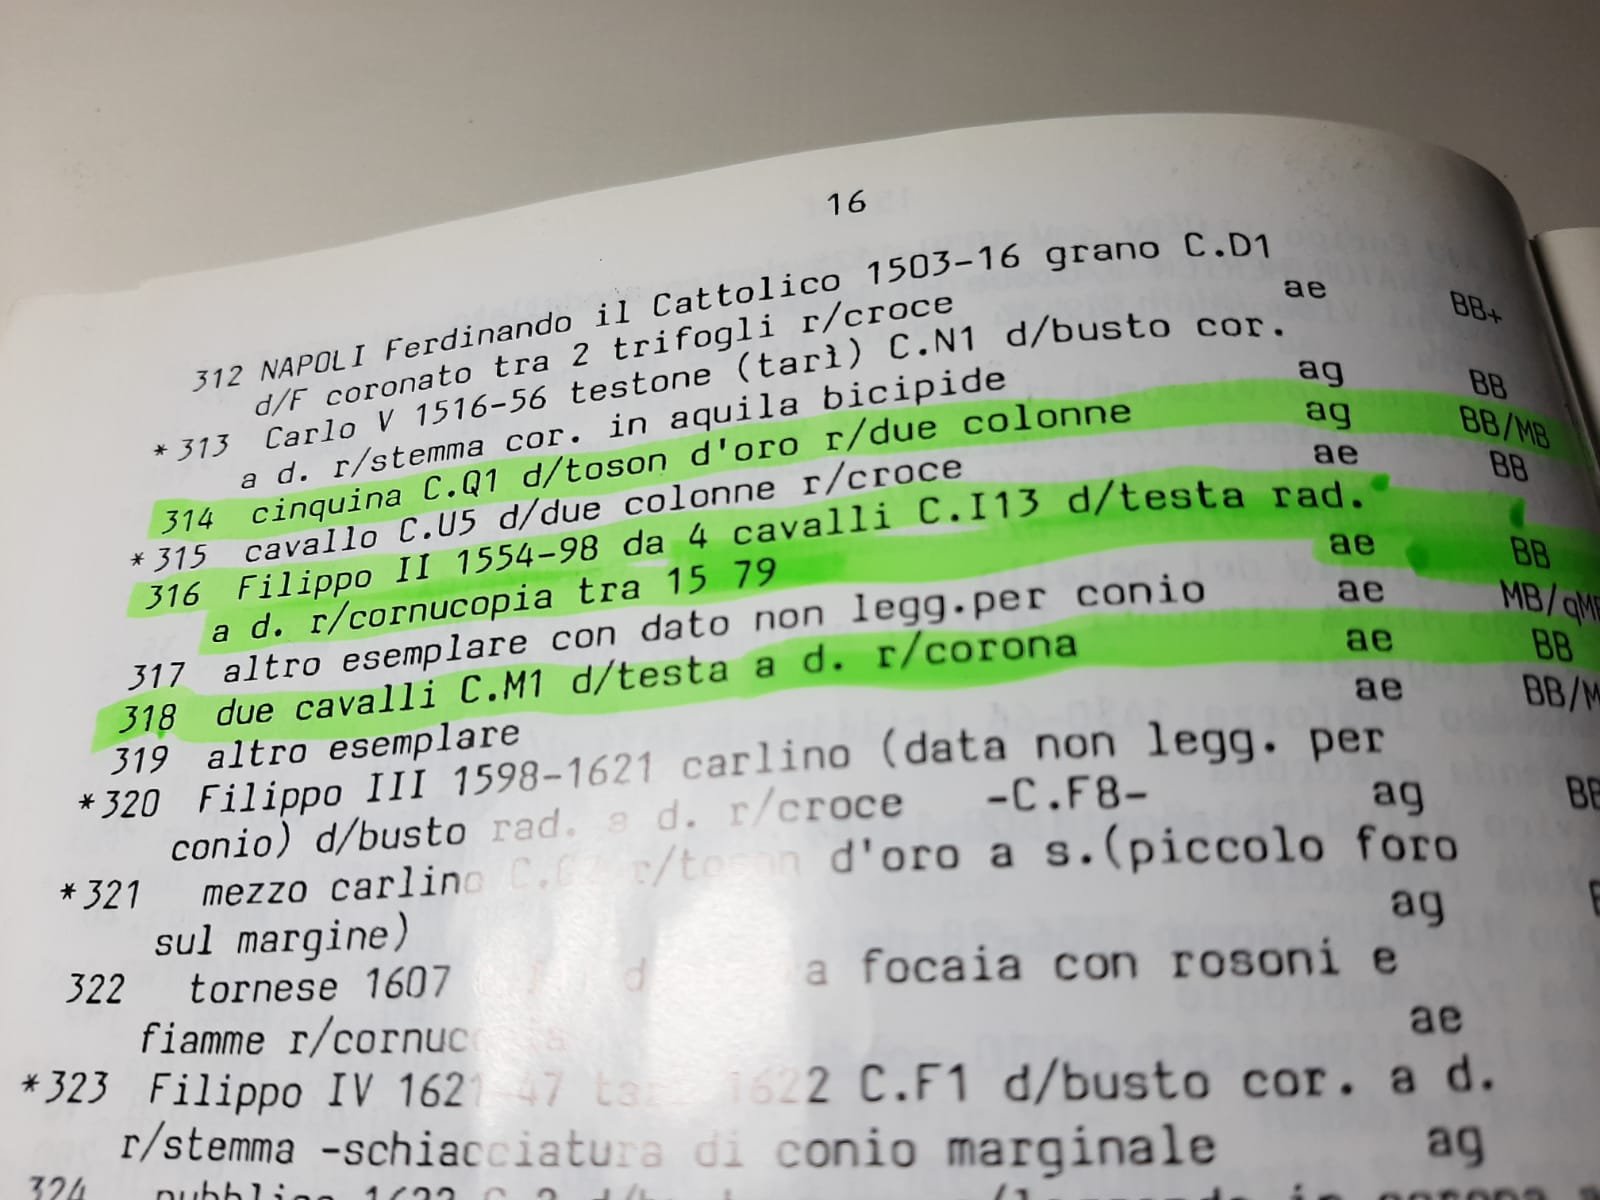 16
312 NAPOLI Ferdinando il Cattolico 1503-16 grano C.D1
d/F coronato tra 2 trifogli r/croce ae BB+
*313 Carlo V 1516-56 testone (tarì) C.N1 d/busto cor.
a d. r/stemma cor. in aquila bicipide ag BB
314 cinquina C.Q1 d/toson d'oro r/due colonne ag BB/MB
*315 cavallo C.U5 d/due colonne r/croce ae BB
316 Filippo II 1554-98 da 4 cavalli C.I13 d/testa rad.
a d. r/cornucopia tra 15 79 ae BB
317 altro esemplare con dato non legg.per conio ae
318 due cavalli C.M1 d/testa a d. r/corona ae BB
319 altro esemplare ae
*320 Filippo III 1598-1621 carlino (data non legg. per
conio) d/busto rad. a d. r/croce -C.F8- ag
*321 mezzo carlino r/toson d'oro a s.(piccolo foro
sul margine) ag
322 tornese 1607 a focaia con rosoni e
fiamme ae
*323 Filippo IV 1621-47 1622 C.F1 d/busto cor. a d.
r/stemma -schiacciatura di conio marginale ag
324